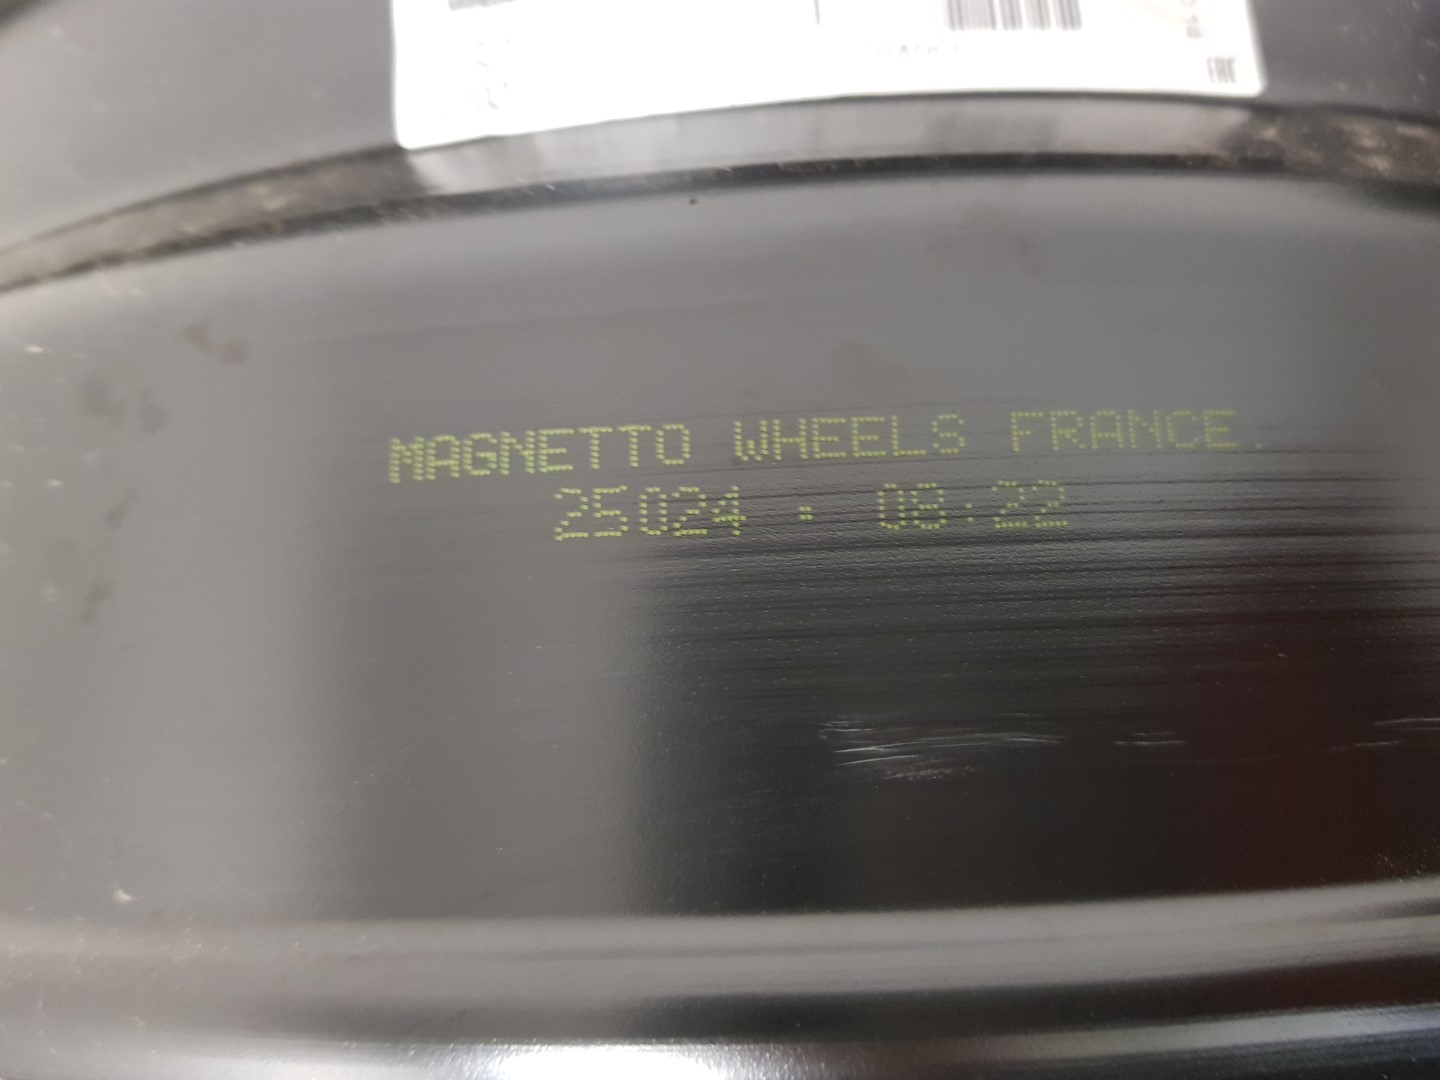 MAGNETTO WHEELS FRANCE.
25024 · 08:22